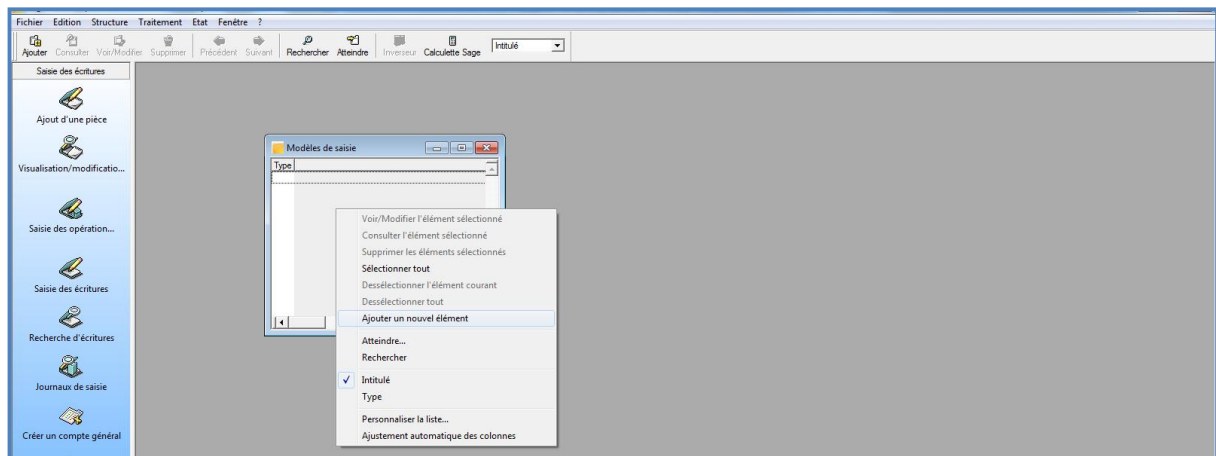 Fichier Edition Structure Traitement Etat Fenêtre ?
Ajouter Consulter Voir/Modifier Supprimer Précédent Suivant Rechercher Atteindre Inverseur Calculette Sage Intitulé
Saisie des écritures
Ajout d'une pièce
Visualisation/modificatio...
Saisie des opération...
Saisie des écritures
Recherche d'écritures
Journaux de saisie
Créer un compte général
Modèles de saisie
Type
Voir/Modifier l'élément sélectionné
Consulter l'élément sélectionné
Supprimer les éléments sélectionnés
Sélectionner tout
Dessélectionner l'élément courant
Dessélectionner tout
Ajouter un nouvel élément
Atteindre...
Rechercher
Intitulé
Type
Personnaliser la liste...
Ajustement automatique des colonnes